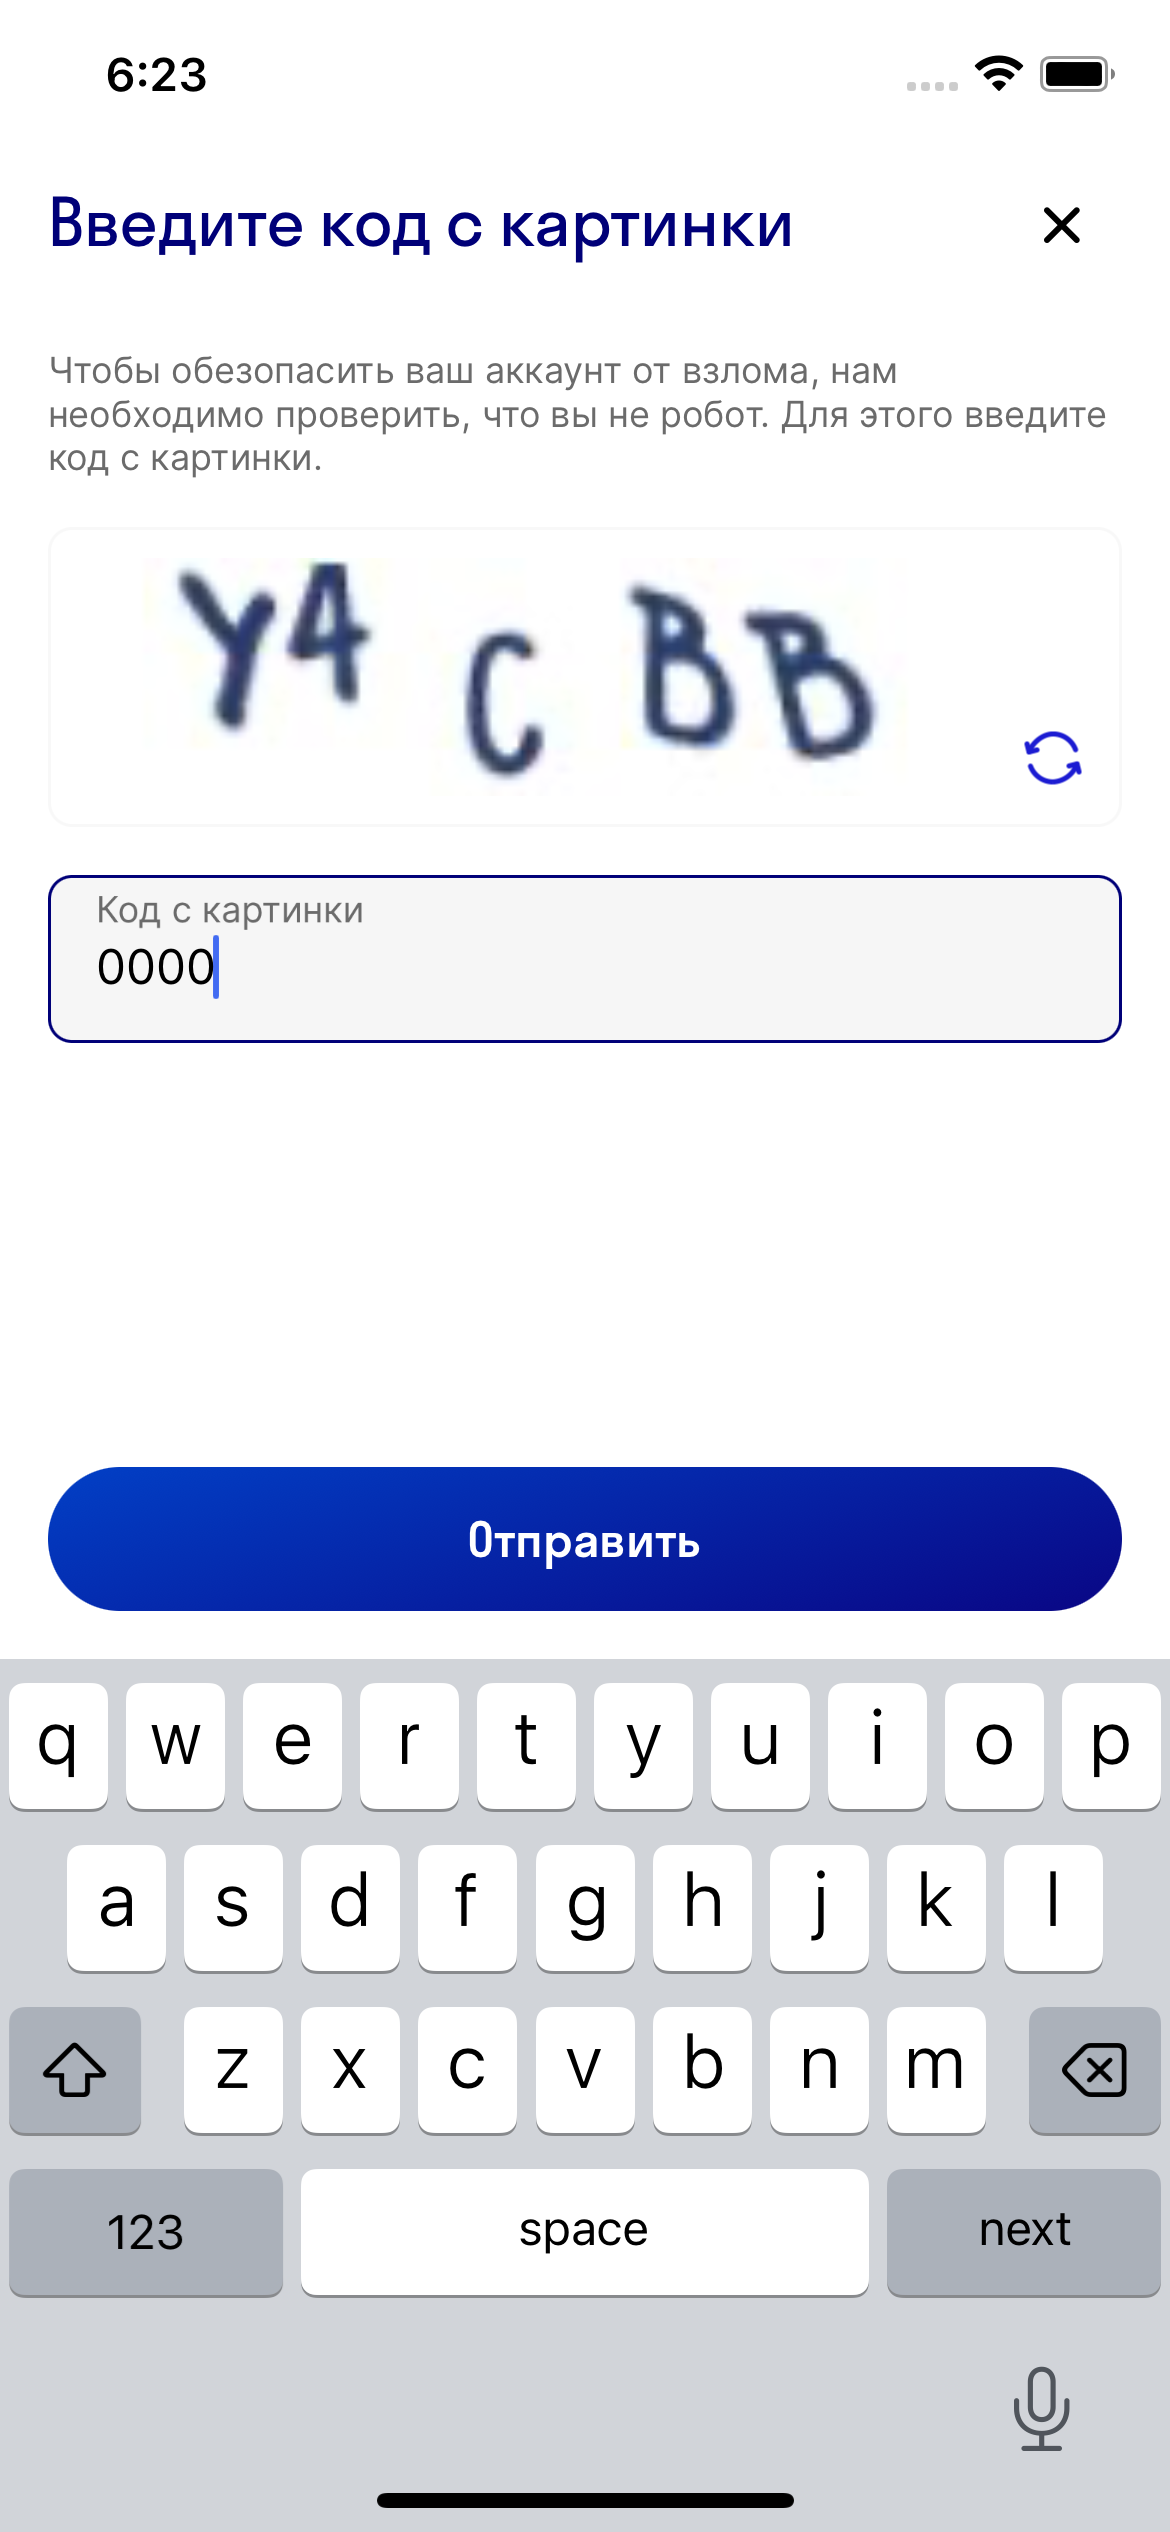 6:23
Введите код с картинки
Чтобы обезопасить ваш аккаунт от взлома, нам
необходимо проверить, что вы не робот. Для этого введите
код с картинки.
Y4 C BB
Код с картинки
0000
Отправить
q w e r t y u i o p
a s d f g h j k l
z x c v b n m
123 space next